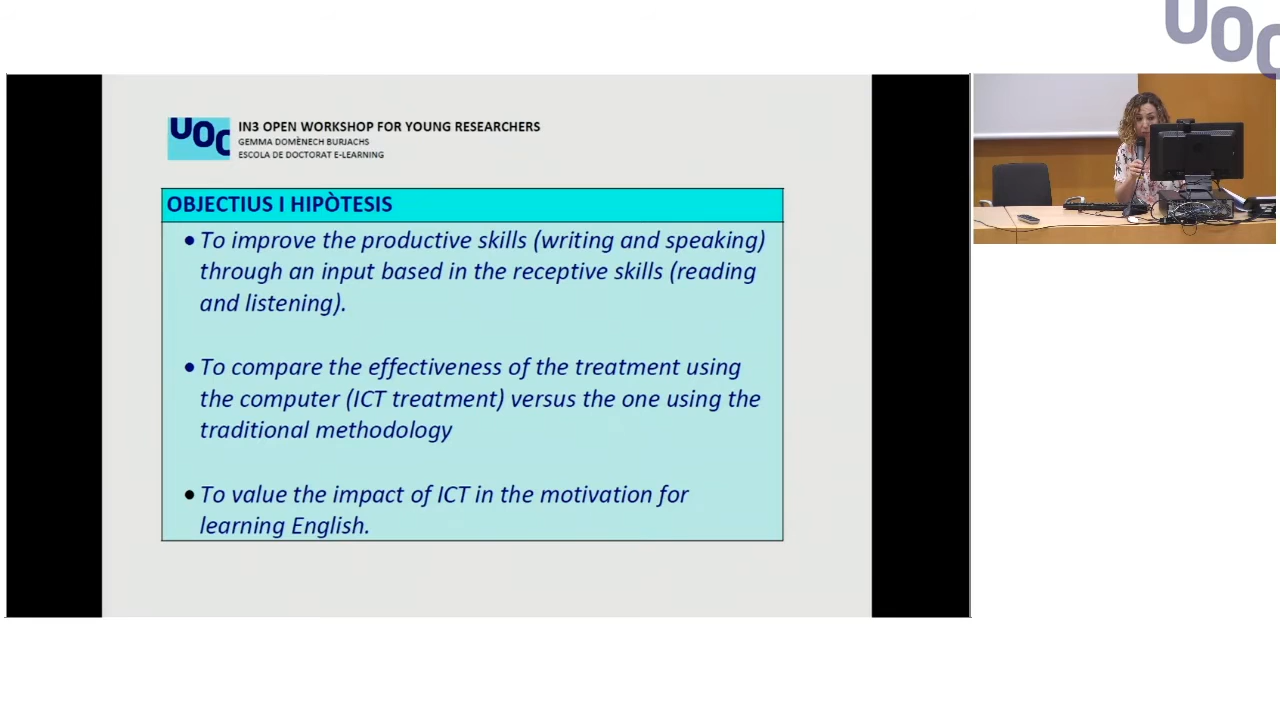 UOC
UOC
IN3 OPEN WORKSHOP FOR YOUNG RESEARCHERS
GEMMA DOMÈNECH BURJACHS
ESCOLA DE DOCTORAT E-LEARNING
OBJECTIUS I HIPÒTESIS
• To improve the productive skills (writing and speaking)
through an input based in the receptive skills (reading
and listening).
• To compare the effectiveness of the treatment using
the computer (ICT treatment) versus the one using the
traditional methodology
• To value the impact of ICT in the motivation for
learning English.